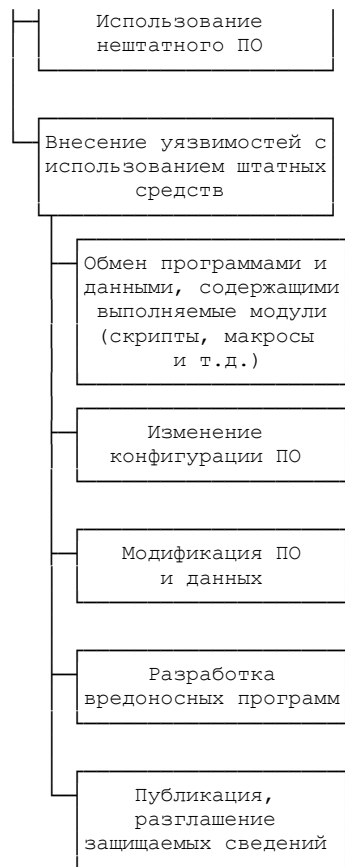 Использование
нештатного ПО
Внесение уязвимостей с
использованием штатных
средств
Обмен программами и
данными, содержащими
выполняемые модули
(скрипты, макросы
и т.д.)
Изменение
конфигурации ПО
Модификация ПО
и данных
Разработка
вредоносных программ
Публикация,
разглашение
защищаемых сведений